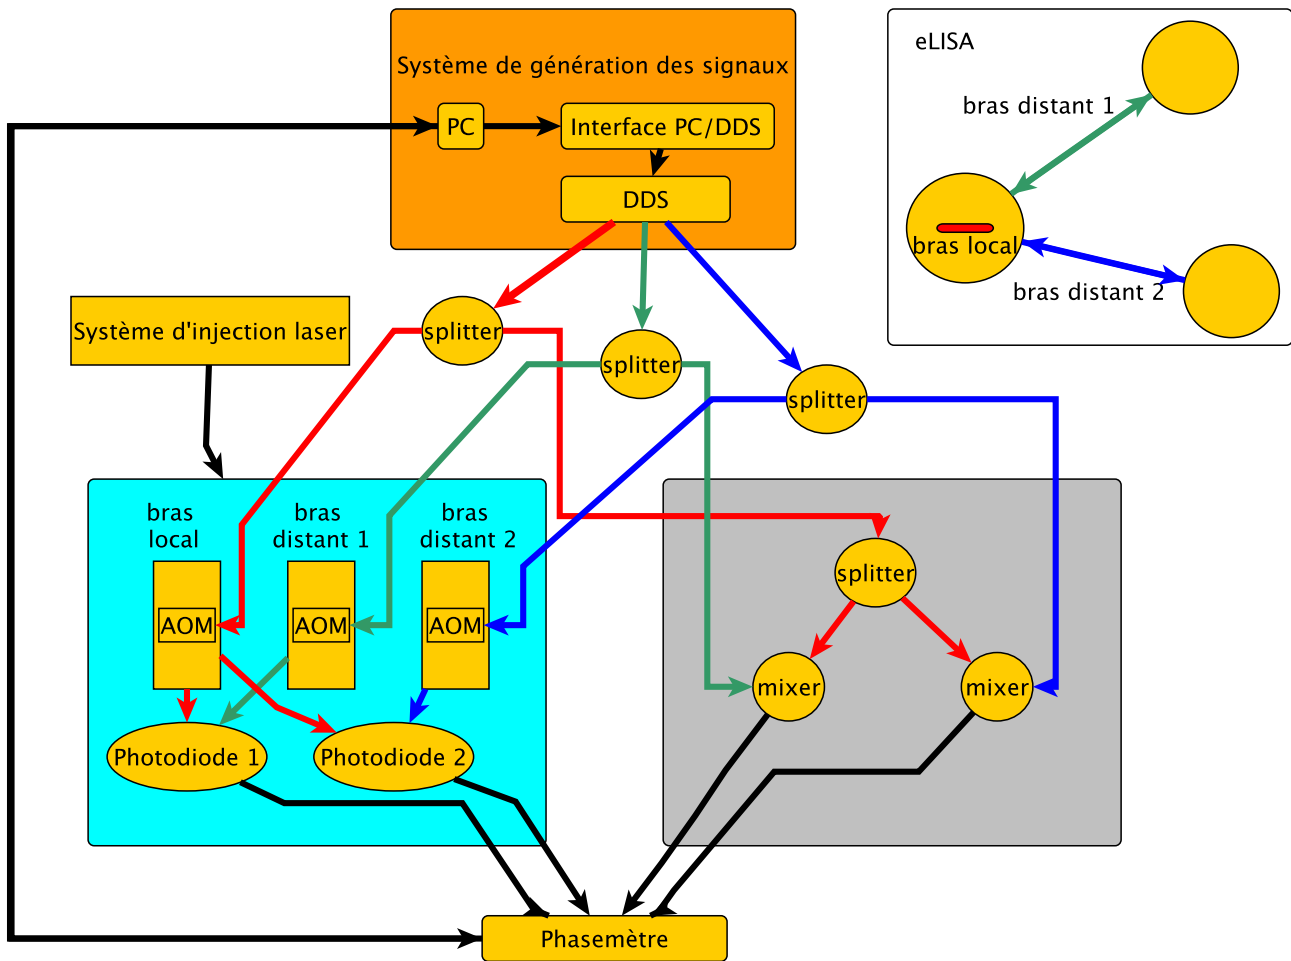 Système de génération des signaux
PC
Interface PC/DDS
DDS
eLISA
bras distant 1
bras local
bras distant 2
Système d'injection laser
splitter
splitter
splitter
bras
local
bras
distant 1
bras
distant 2
AOM
AOM
AOM
Photodiode 1
Photodiode 2
splitter
mixer
mixer
Phasemètre